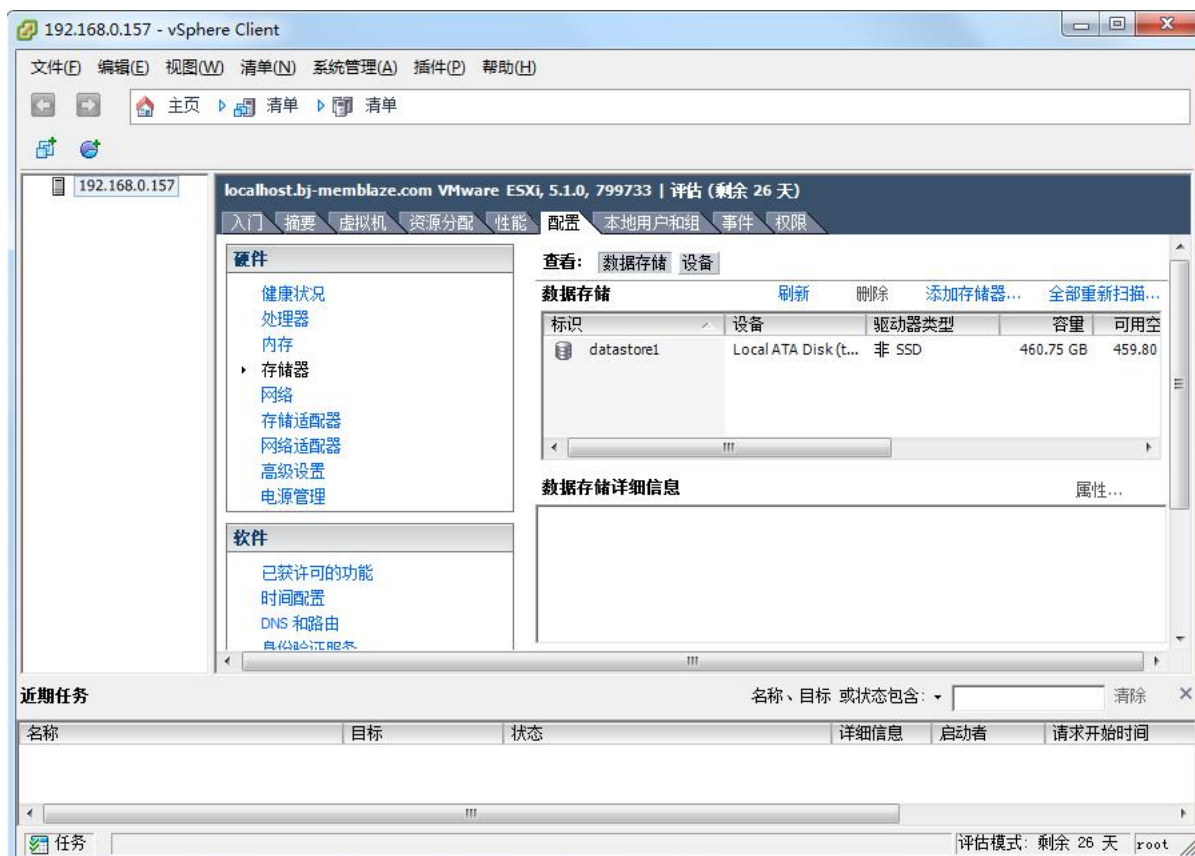 192.168.0.157 - vSphere Client
文件(F) 编辑(E) 视图(W) 清单(N) 系统管理(A) 插件(P) 帮助(H)
主页 清单 清单
192.168.0.157
localhost.bj-memblaze.com VMware ESXi, 5.1.0, 799733 | 评估 (剩余 26 天)
入门 摘要 虚拟机 资源分配 性能 配置 本地用户和组 事件 权限
硬件
健康状况
处理器
内存
存储器
网络
存储适配器
网络适配器
高级设置
电源管理
软件
已获许可的功能
时间配置
DNS 和路由
身份验证服务
查看: 数据存储 设备
数据存储 刷新 删除 添加存储器... 全部重新扫描...
标识 设备 驱动器类型 容量 可用空
datastore1 Local ATA Disk (t... 非 SSD 460.75 GB 459.80
数据存储详细信息 属性...
近期任务 名称、目标 或状态包含: 清除
名称 目标 状态 详细信息 启动者 请求开始时间
任务 评估模式: 剩余 26 天 root